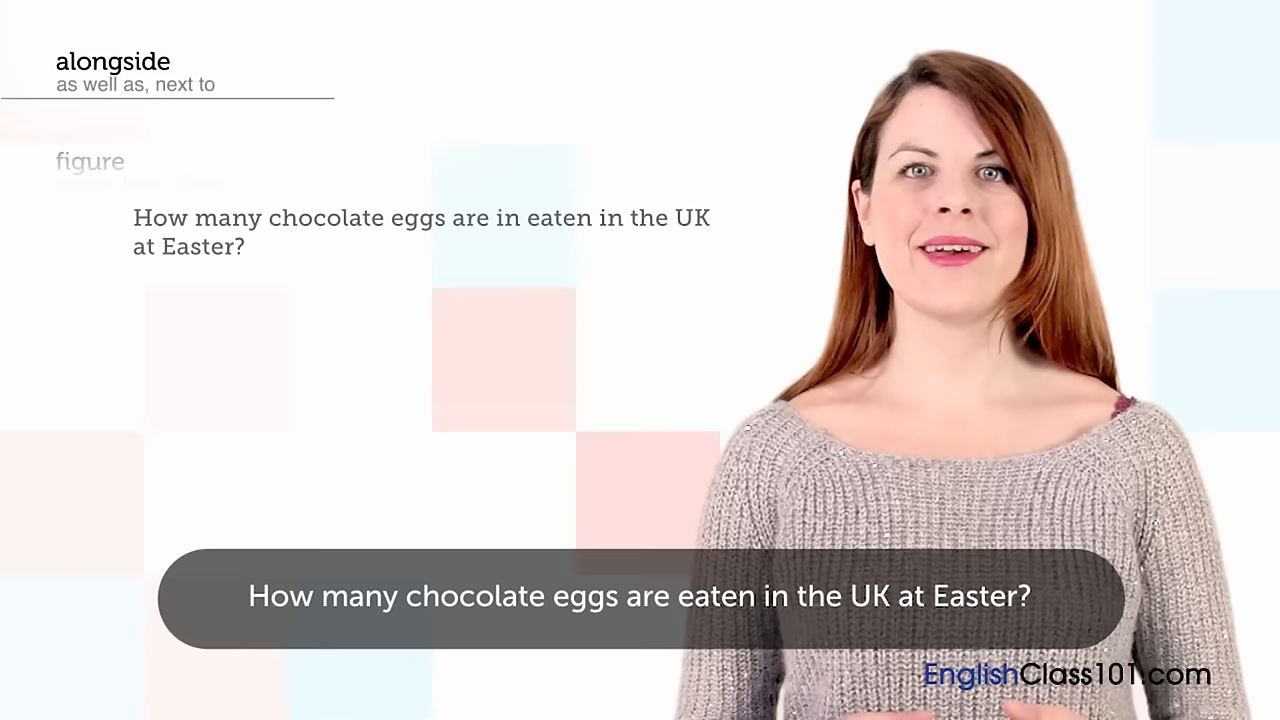 alongside
as well as, next to
figure
How many chocolate eggs are in eaten in the UK
at Easter?
How many chocolate eggs are eaten in the UK at Easter?
EnglishClass101.com